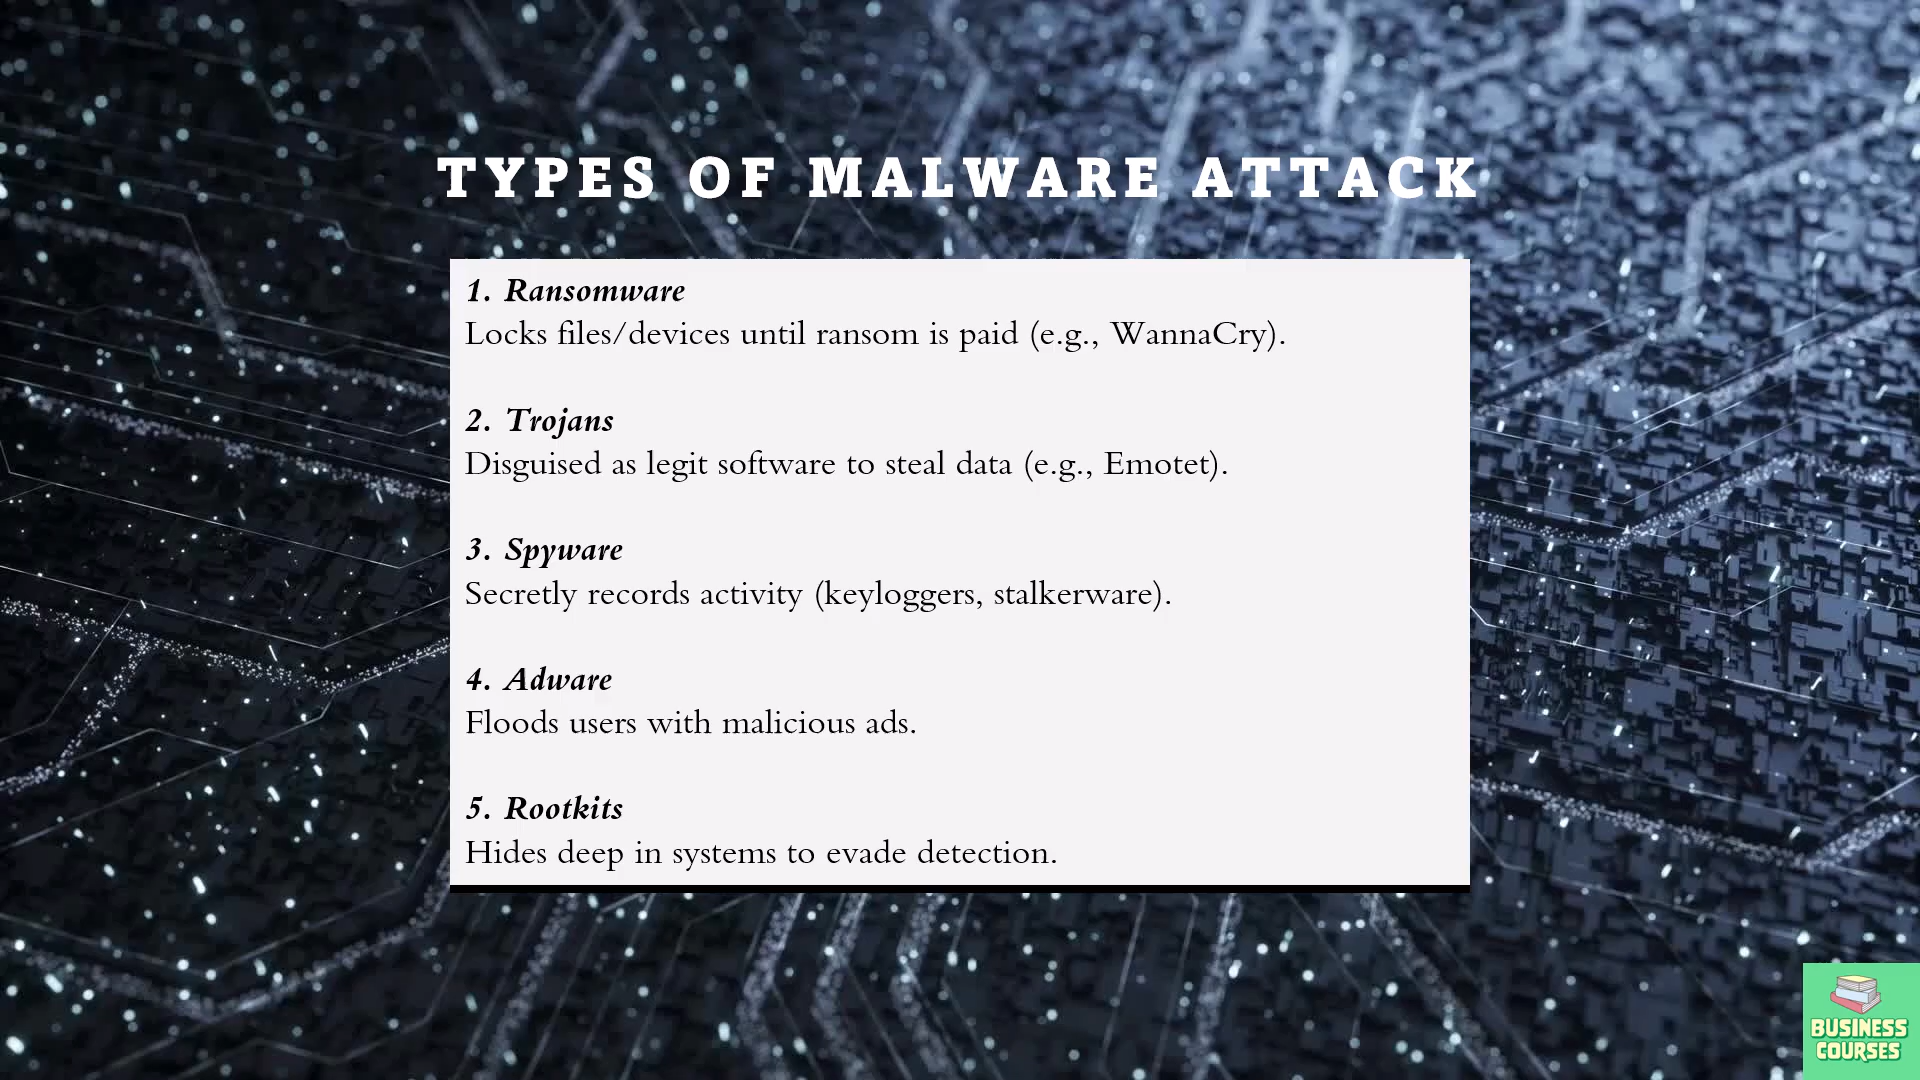 TYPES OF MALWARE ATTACK
1. Ransomware
Locks files/devices until ransom is paid (e.g., WannaCry).
2. Trojans
Disguised as legit software to steal data (e.g., Emotet).
3. Spyware
Secretly records activity (keyloggers, stalkerware).
4. Adware
Floods users with malicious ads.
5. Rootkits
Hides deep in systems to evade detection.
BUSINESS
COURSES